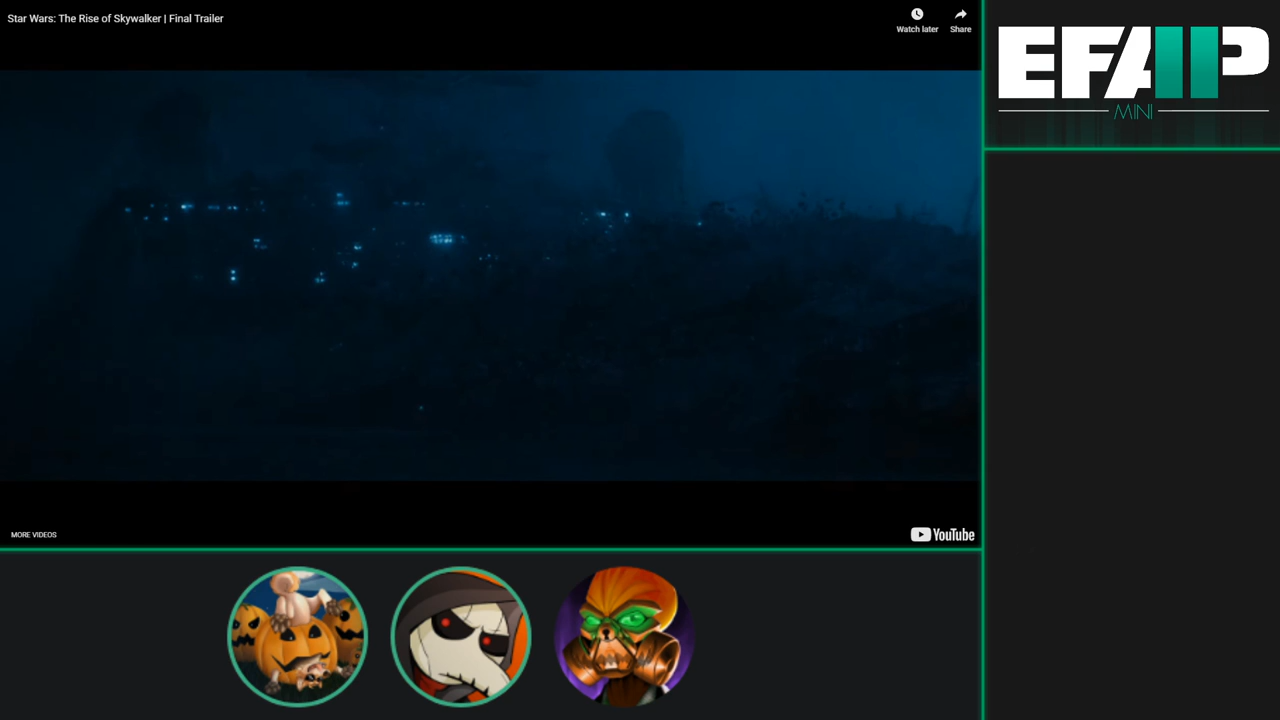 Star Wars: The Rise of Skywalker | Final Trailer
Watch later
Share
EFAP
MINI
MORE VIDEOS
YouTube